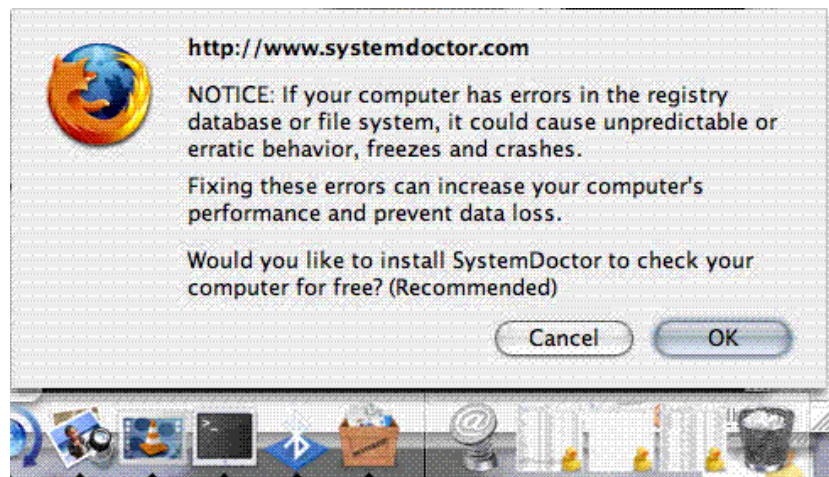 http://www.systemdoctor.com
NOTICE: If your computer has errors in the registry
database or file system, it could cause unpredictable or
erratic behavior, freezes and crashes.
Fixing these errors can increase your computer's
performance and prevent data loss.
Would you like to install SystemDoctor to check your
computer for free? (Recommended)
Cancel OK